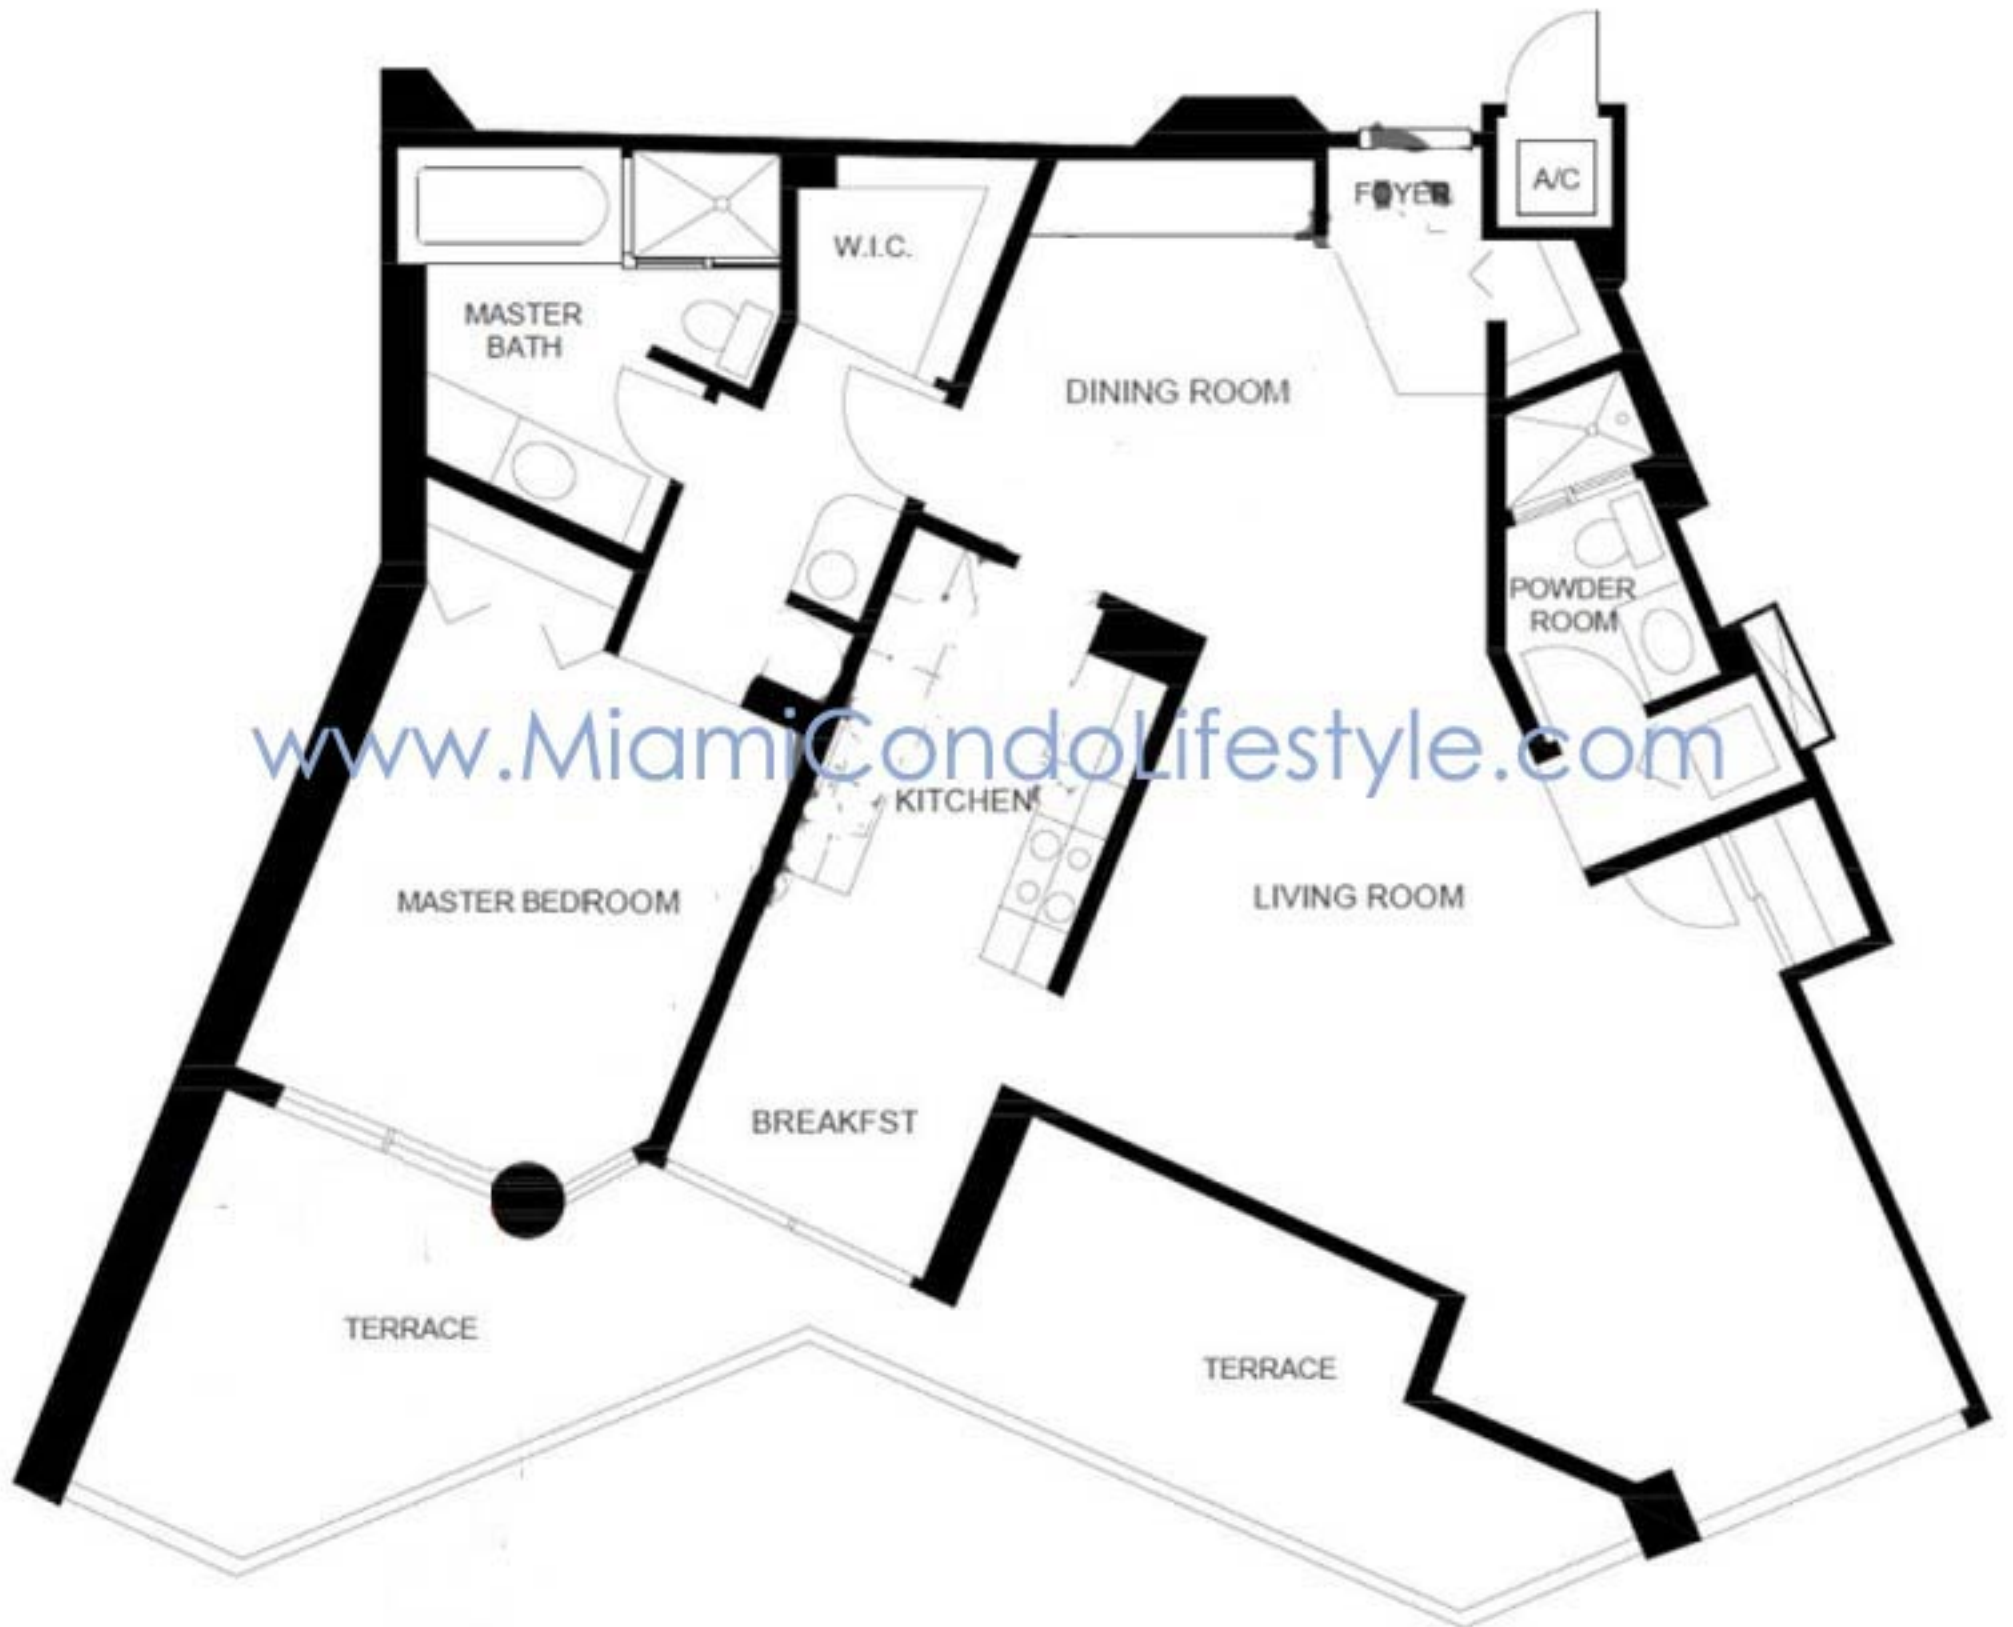 FOYER
A/C
W.I.C.
MASTER
BATH
DINING ROOM
POWDER
ROOM
www.MiamiCondoLifestyle.com
KITCHEN
MASTER BEDROOM
LIVING ROOM
BREAKFST
TERRACE
TERRACE